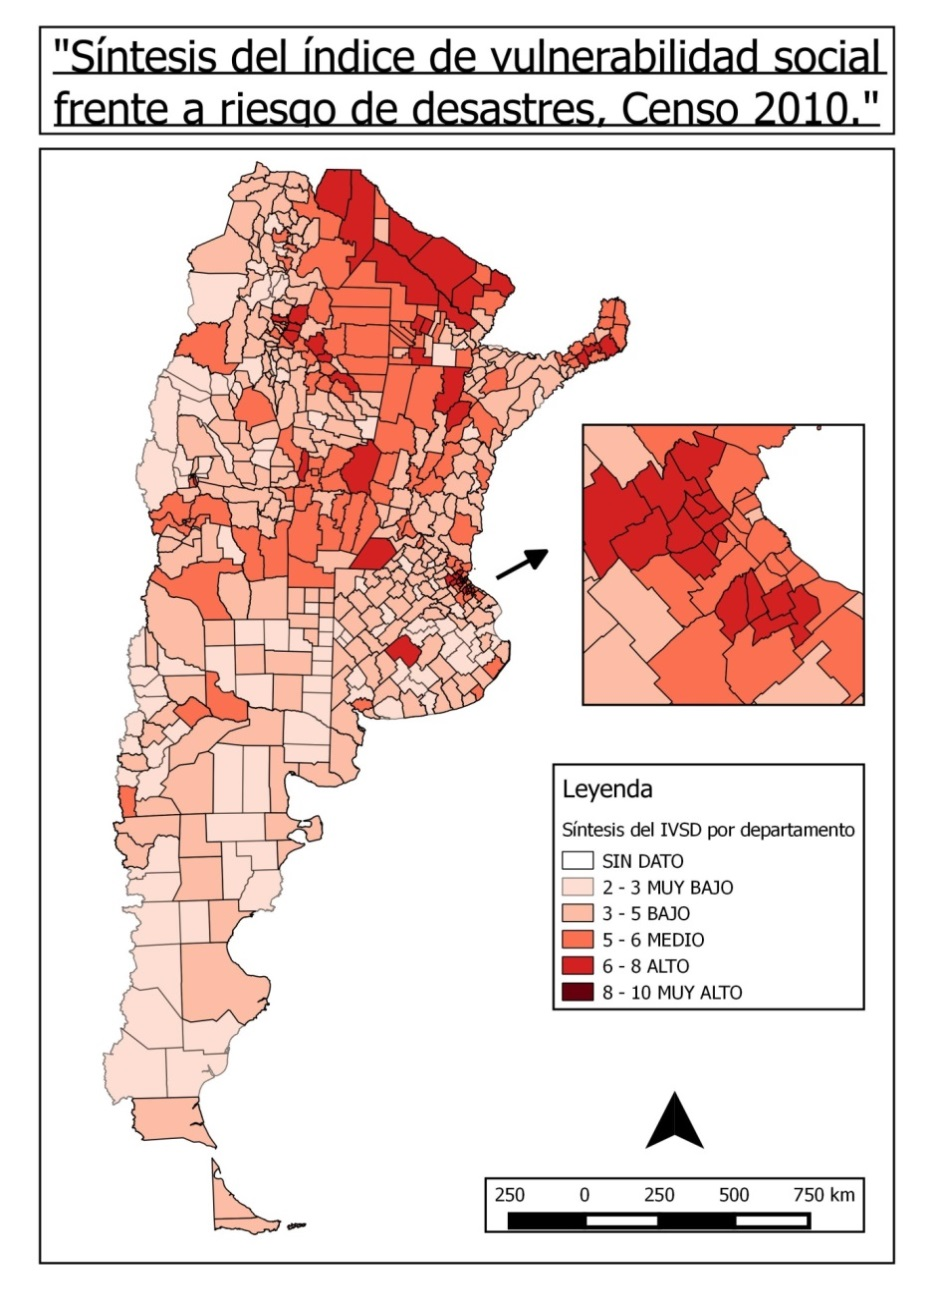 "Síntesis del índice de vulnerabilidad social
frente a riesgo de desastres, Censo 2010."
Leyenda
Síntesis del IVSD por departamento
SIN DATO
2 - 3 MUY BAJO
3 - 5 BAJO
5 - 6 MEDIO
6 - 8 ALTO
8 - 10 MUY ALTO
250 0 250 500 750 km